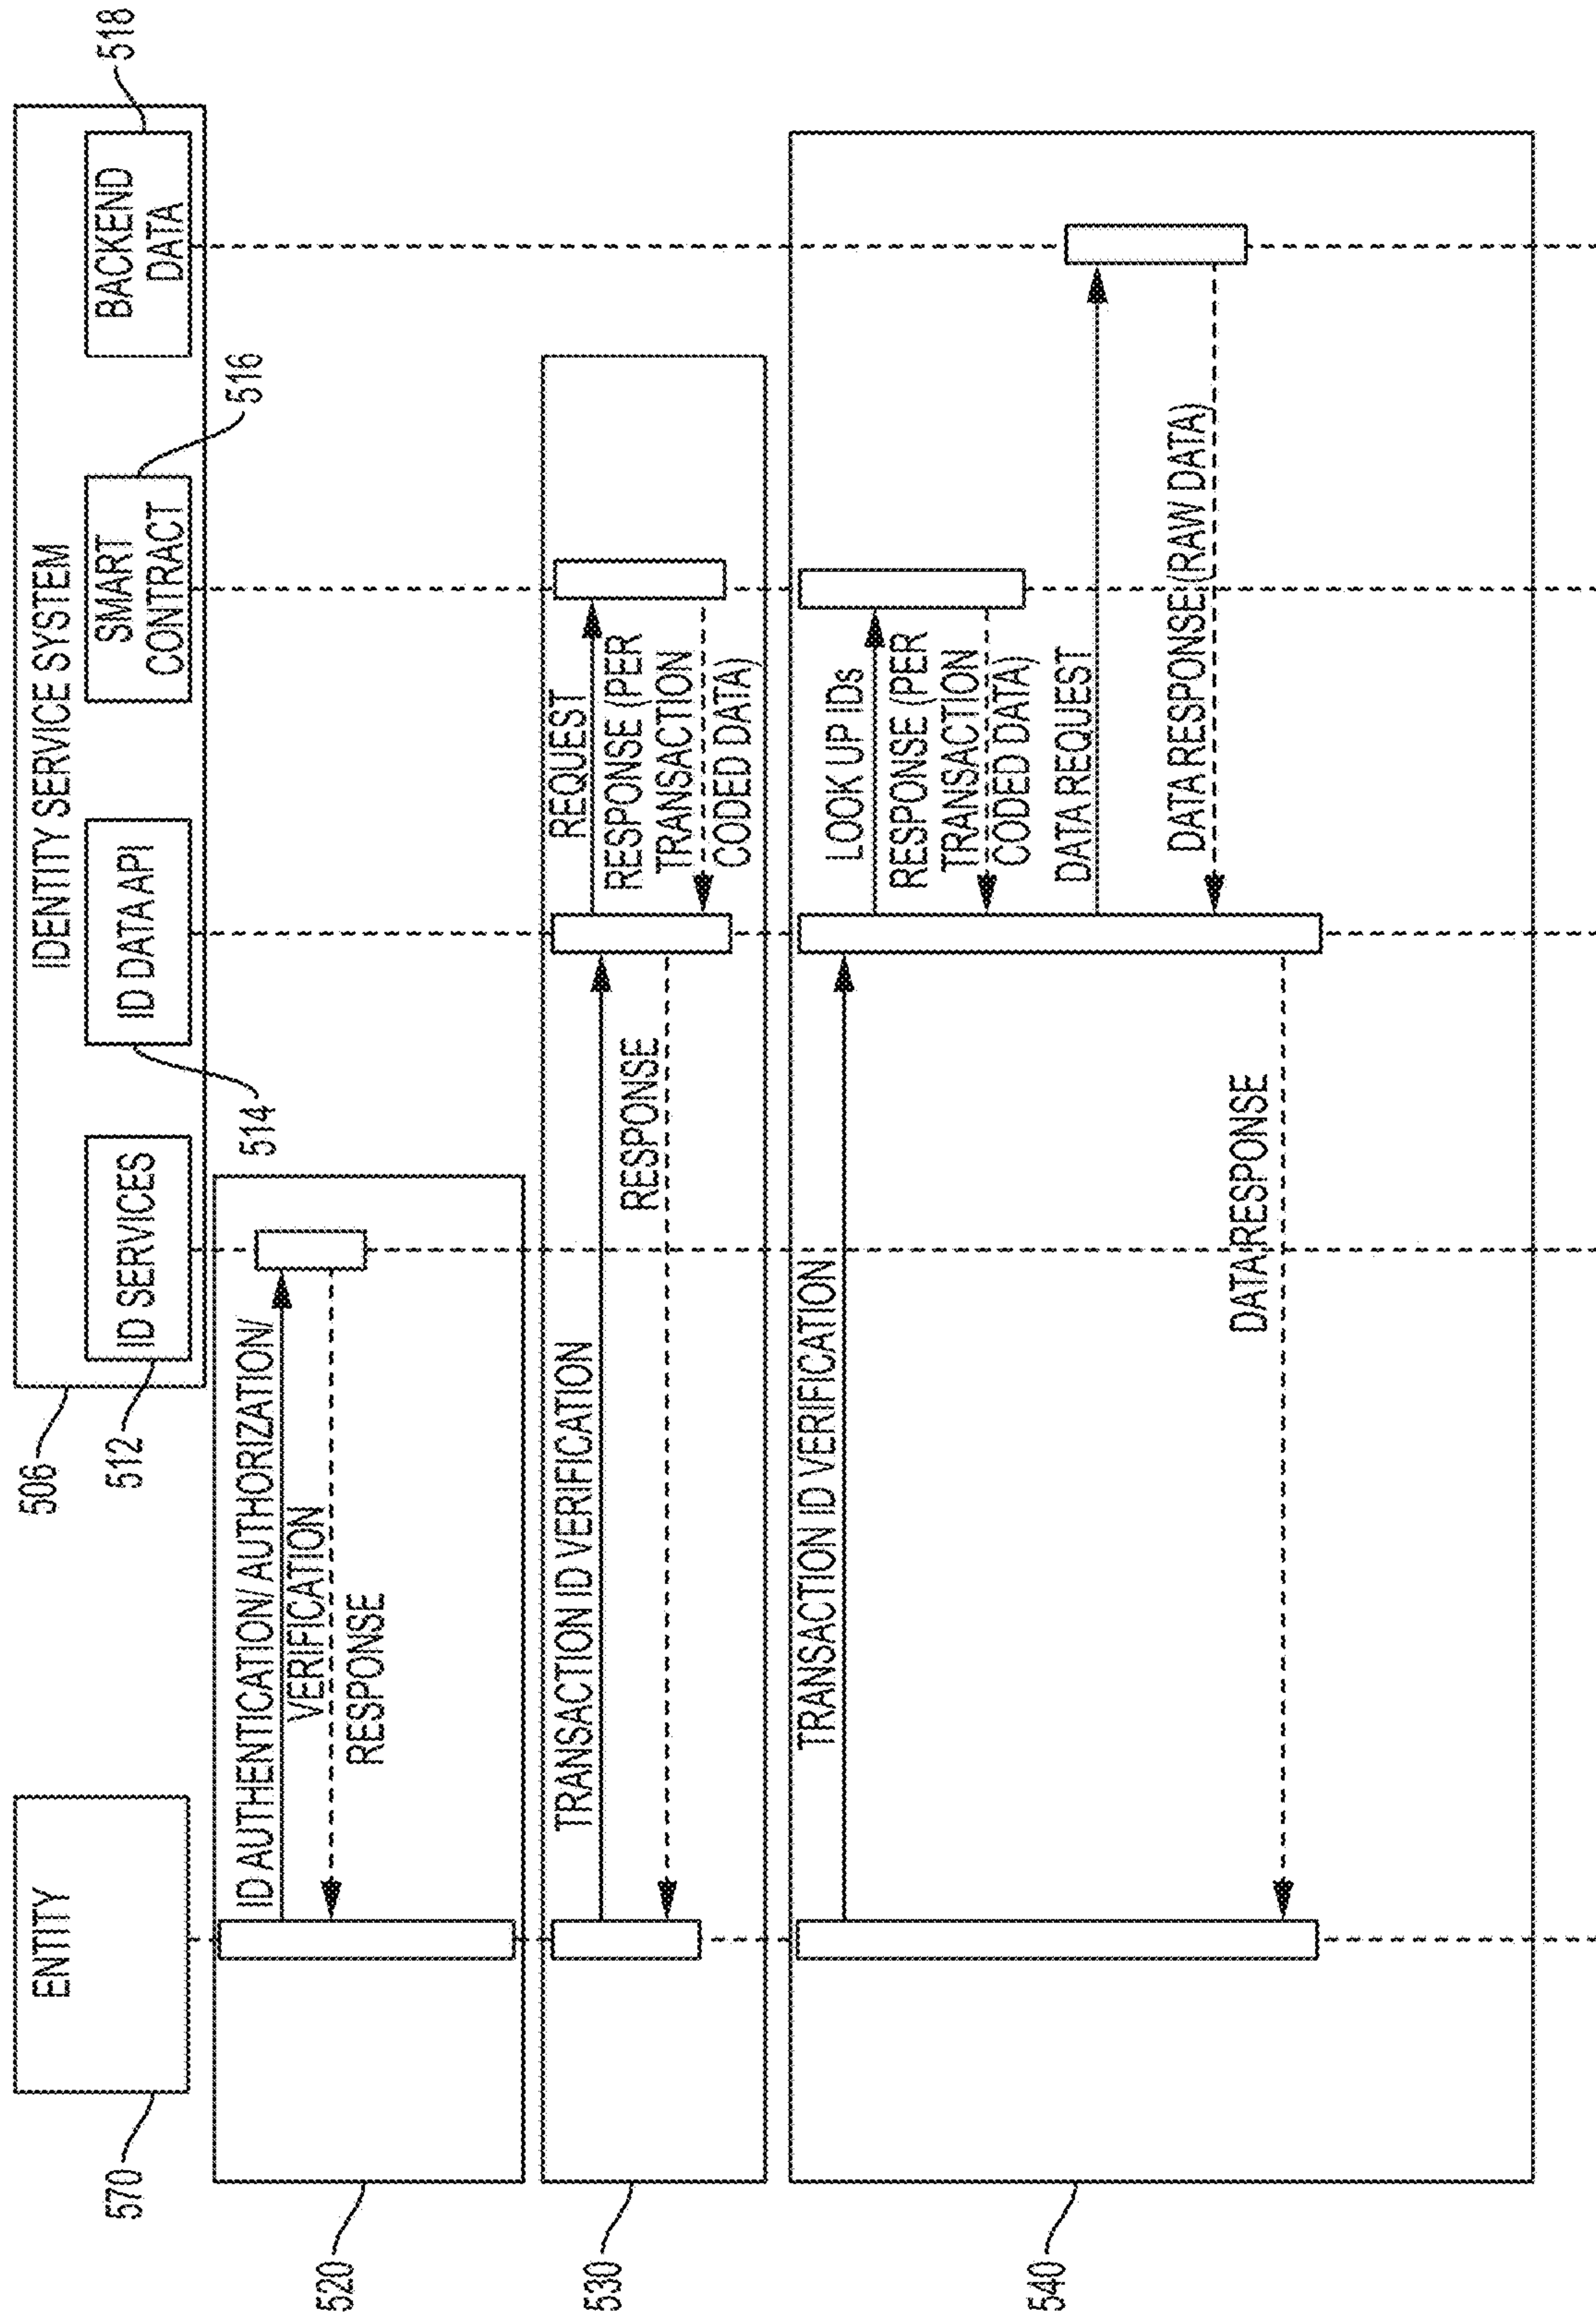 ENTITY
570
IDENTITY SERVICE SYSTEM
506
ID SERVICES
512
ID DATA API
514
SMART
CONTRACT
516
BACKEND
DATA
518
520
ID AUTHENTICATION/ AUTHORIZATION/
VERIFICATION
RESPONSE
530
TRANSACTION ID VERIFICATION
RESPONSE
REQUEST
RESPONSE (PER
TRANSACTION
CODED DATA)
540
TRANSACTION ID VERIFICATION
LOOK UP IDs
RESPONSE (PER
TRANSACTION
CODED DATA)
DATA REQUEST
DATA RESPONSE (RAW DATA)
DATA RESPONSE